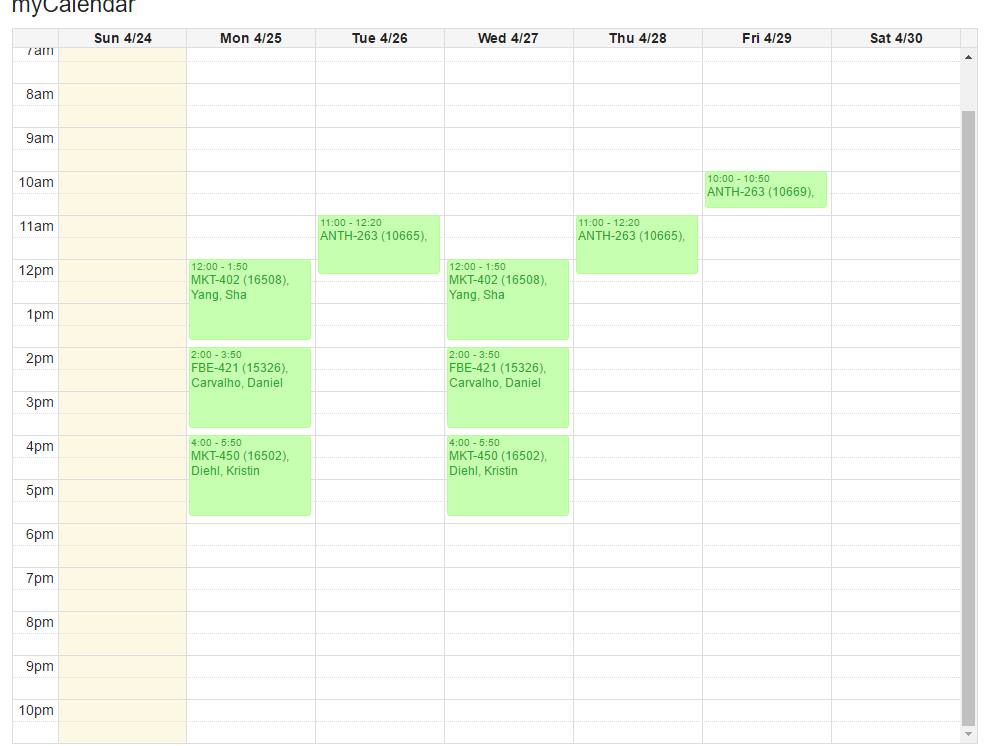 myCalendar
Sun 4/24 Mon 4/25 Tue 4/26 Wed 4/27 Thu 4/28 Fri 4/29 Sat 4/30
7am
8am
9am
10am
10:00 - 10:50
ANTH-263 (10669),
11am
11:00 - 12:20
ANTH-263 (10665),
11:00 - 12:20
ANTH-263 (10665),
12pm
12:00 - 1:50
MKT-402 (16508),
Yang, Sha
12:00 - 1:50
MKT-402 (16508),
Yang, Sha
1pm
2pm
2:00 - 3:50
FBE-421 (15326),
Carvalho, Daniel
2:00 - 3:50
FBE-421 (15326),
Carvalho, Daniel
3pm
4pm
4:00 - 5:50
MKT-450 (16502),
Diehl, Kristin
4:00 - 5:50
MKT-450 (16502),
Diehl, Kristin
5pm
6pm
7pm
8pm
9pm
10pm